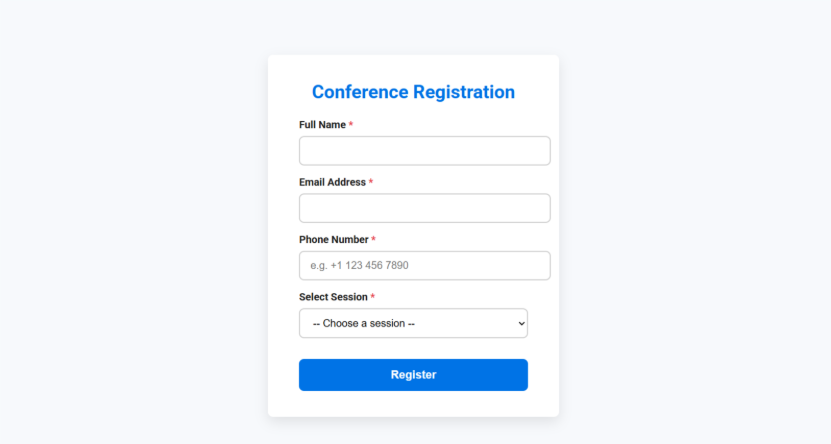 Conference Registration
Full Name *
Email Address *
Phone Number *
e.g. +1 123 456 7890
Select Session *
-- Choose a session --
Register